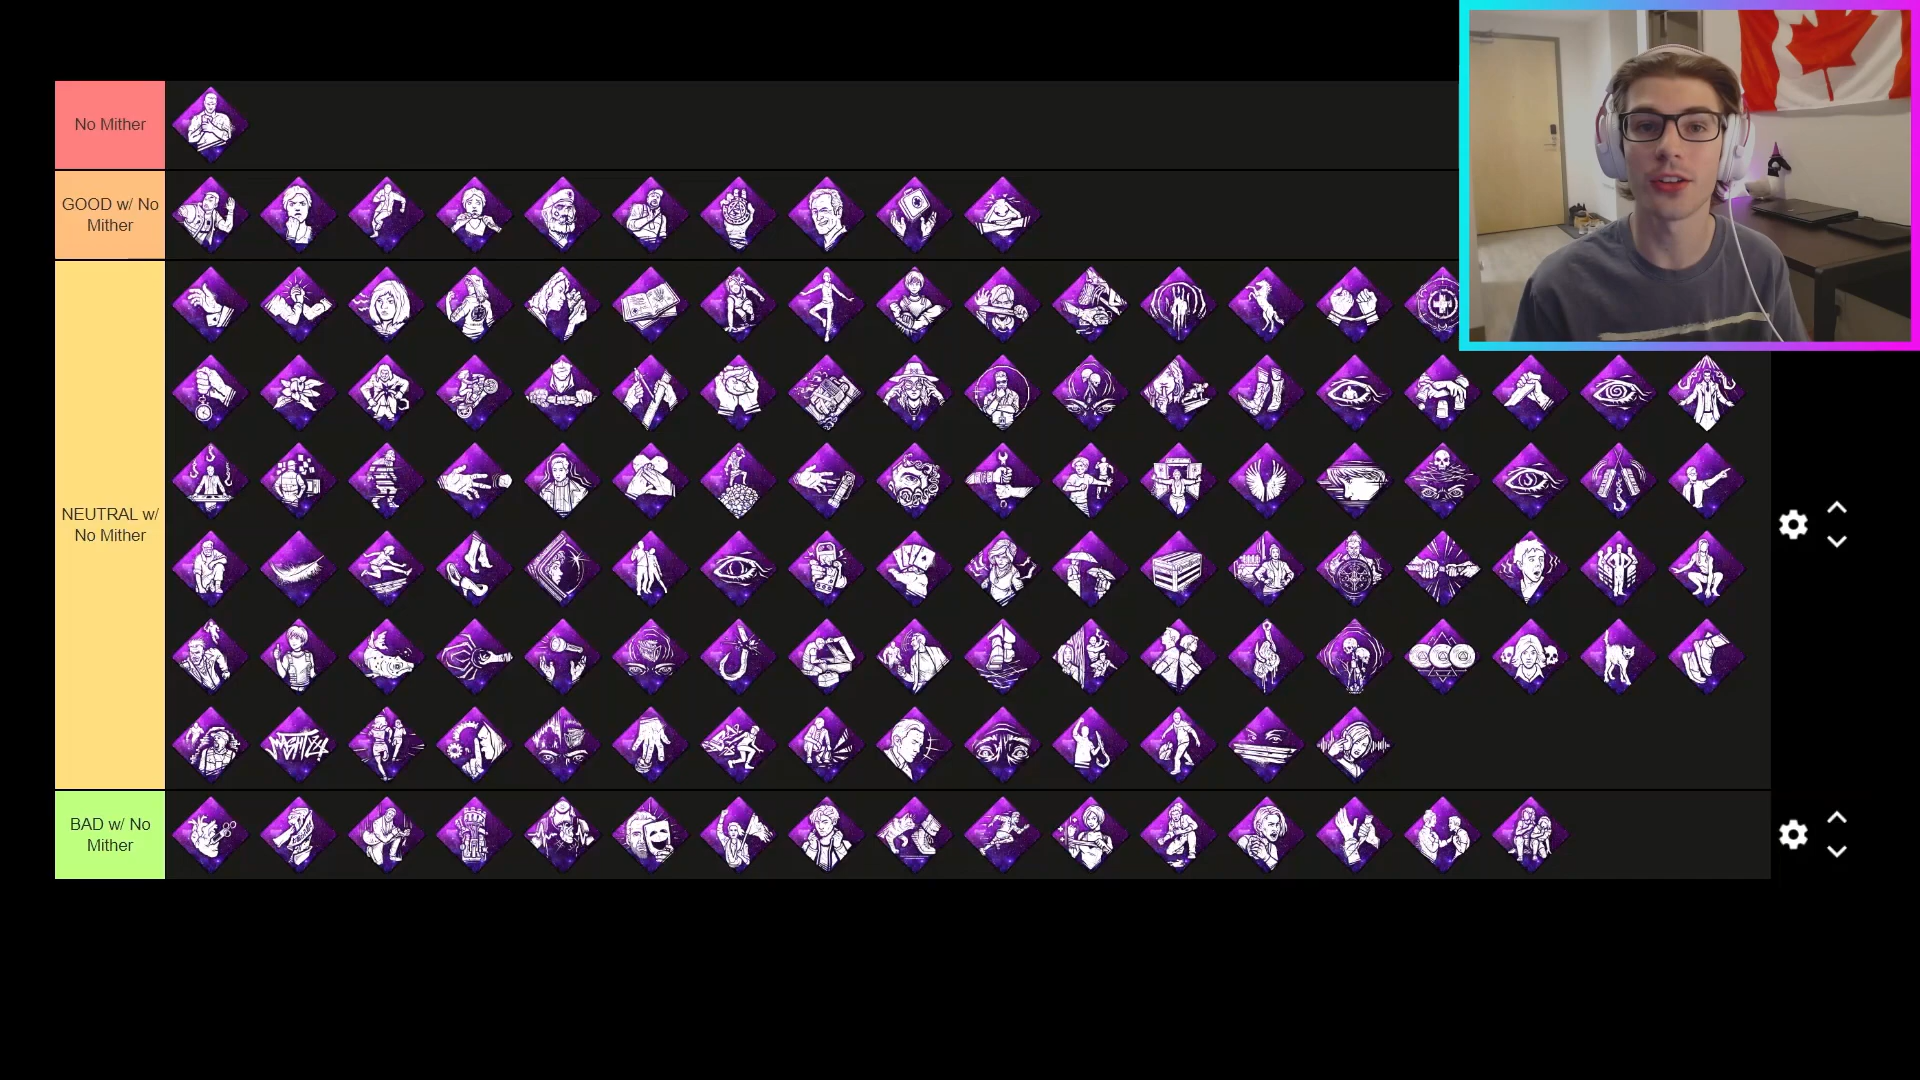 No Mither
GOOD w/ No
Mither
NEUTRAL w/
No Mither
BAD w/ No
Mither